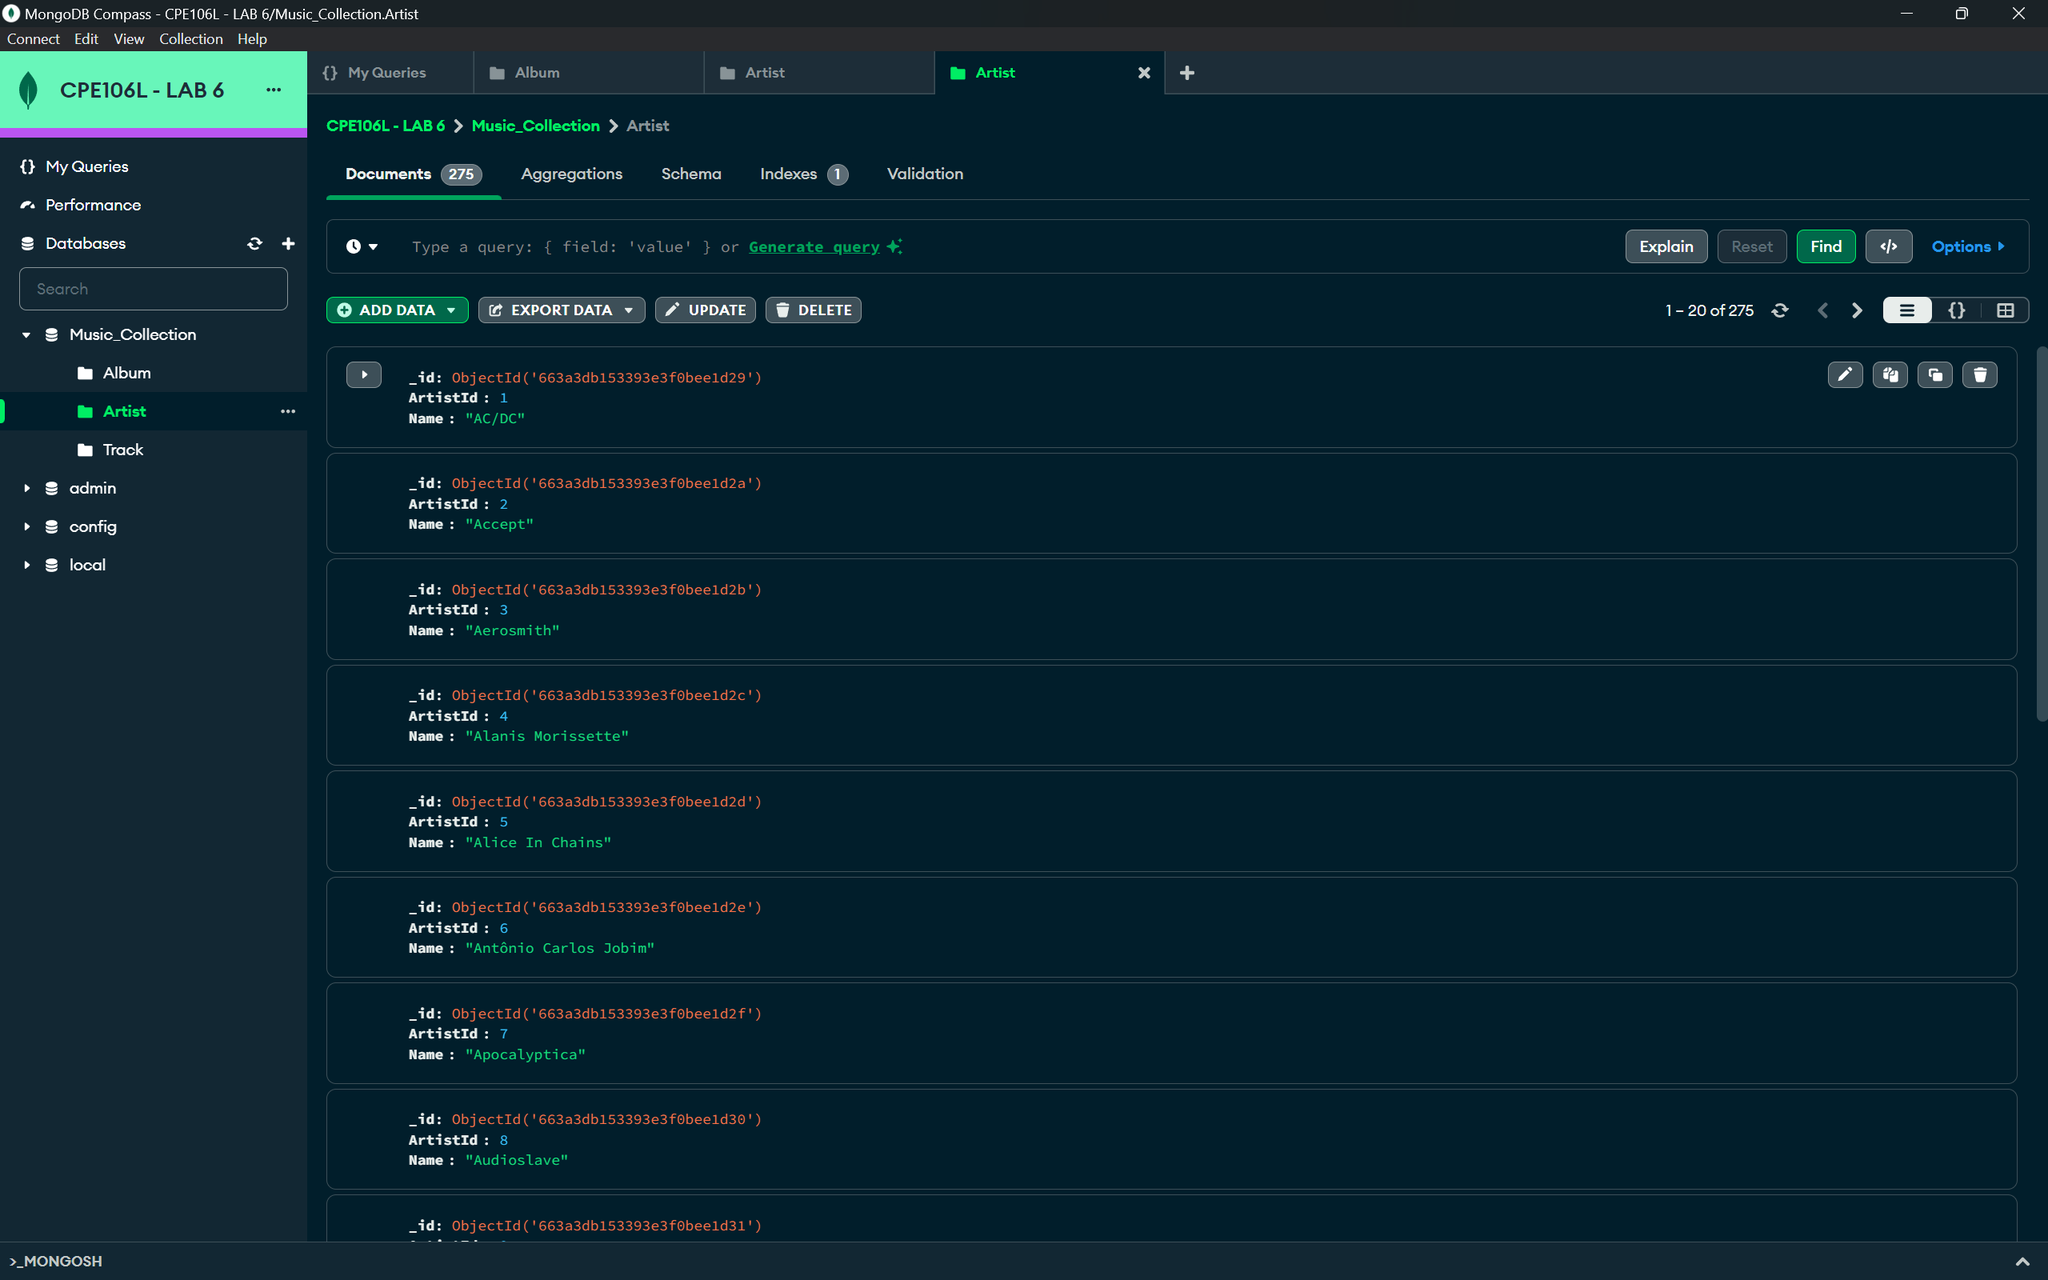 MongoDB Compass - CPE106L - LAB 6/Music_Collection.Artist
Connect Edit View Collection Help
CPE106L - LAB 6
My Queries
Performance
Databases
Search
Music_Collection
Album
Artist
Track
admin
config
local
{} My Queries Album Artist Artist
CPE106L - LAB 6 > Music_Collection > Artist
Documents 275 Aggregations Schema Indexes 1 Validation
Type a query: { field: 'value' } or Generate query
Explain Reset Find </> Options
ADD DATA EXPORT DATA UPDATE DELETE
1 – 20 of 275 {}
_id: ObjectId('663a3db153393e3f0bee1d29')
ArtistId : 1
Name : "AC/DC"
_id: ObjectId('663a3db153393e3f0bee1d2a')
ArtistId : 2
Name : "Accept"
_id: ObjectId('663a3db153393e3f0bee1d2b')
ArtistId : 3
Name : "Aerosmith"
_id: ObjectId('663a3db153393e3f0bee1d2c')
ArtistId : 4
Name : "Alanis Morissette"
_id: ObjectId('663a3db153393e3f0bee1d2d')
ArtistId : 5
Name : "Alice In Chains"
_id: ObjectId('663a3db153393e3f0bee1d2e')
ArtistId : 6
Name : "Antônio Carlos Jobim"
_id: ObjectId('663a3db153393e3f0bee1d2f')
ArtistId : 7
Name : "Apocalyptica"
_id: ObjectId('663a3db153393e3f0bee1d30')
ArtistId : 8
Name : "Audioslave"
_id: ObjectId('663a3db153393e3f0bee1d31')
>_MONGOSH